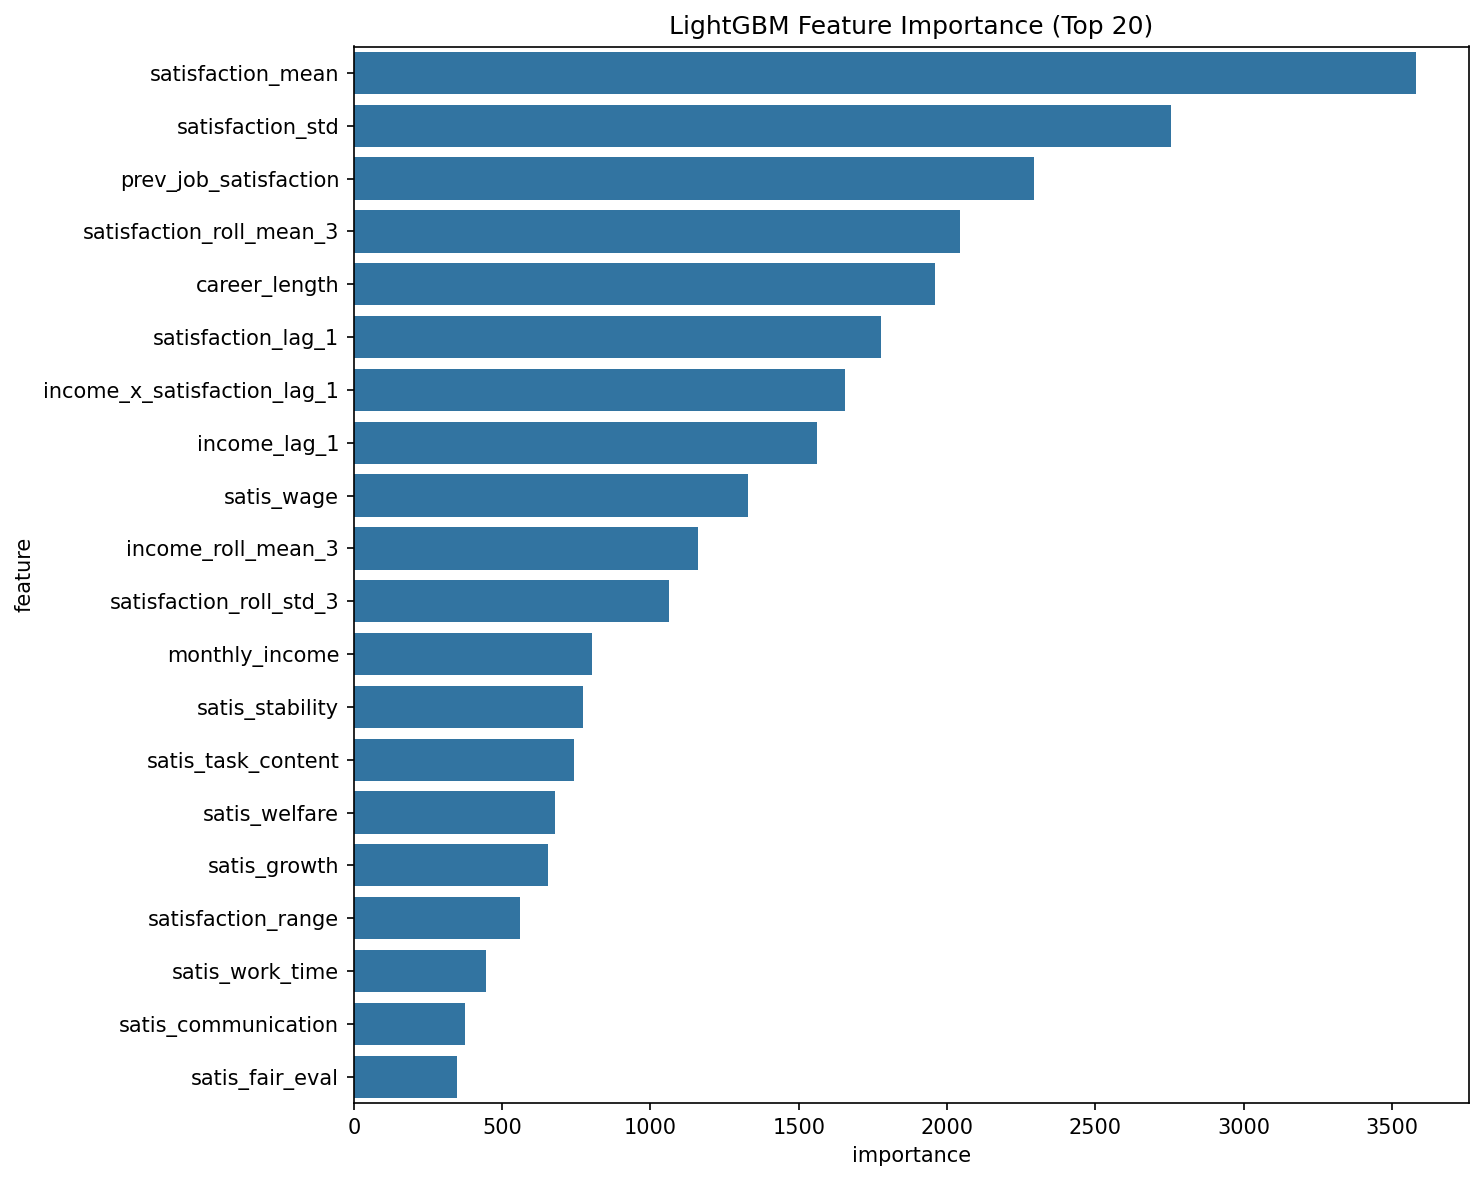 LightGBM Feature Importance (Top 20)
satisfaction_mean
satisfaction_std
prev_job_satisfaction
satisfaction_roll_mean_3
career_length
satisfaction_lag_1
income_x_satisfaction_lag_1
income_lag_1
satis_wage
income_roll_mean_3
satisfaction_roll_std_3
monthly_income
satis_stability
satis_task_content
satis_welfare
satis_growth
satisfaction_range
satis_work_time
satis_communication
satis_fair_eval
feature
0 500 1000 1500 2000 2500 3000 3500
importance